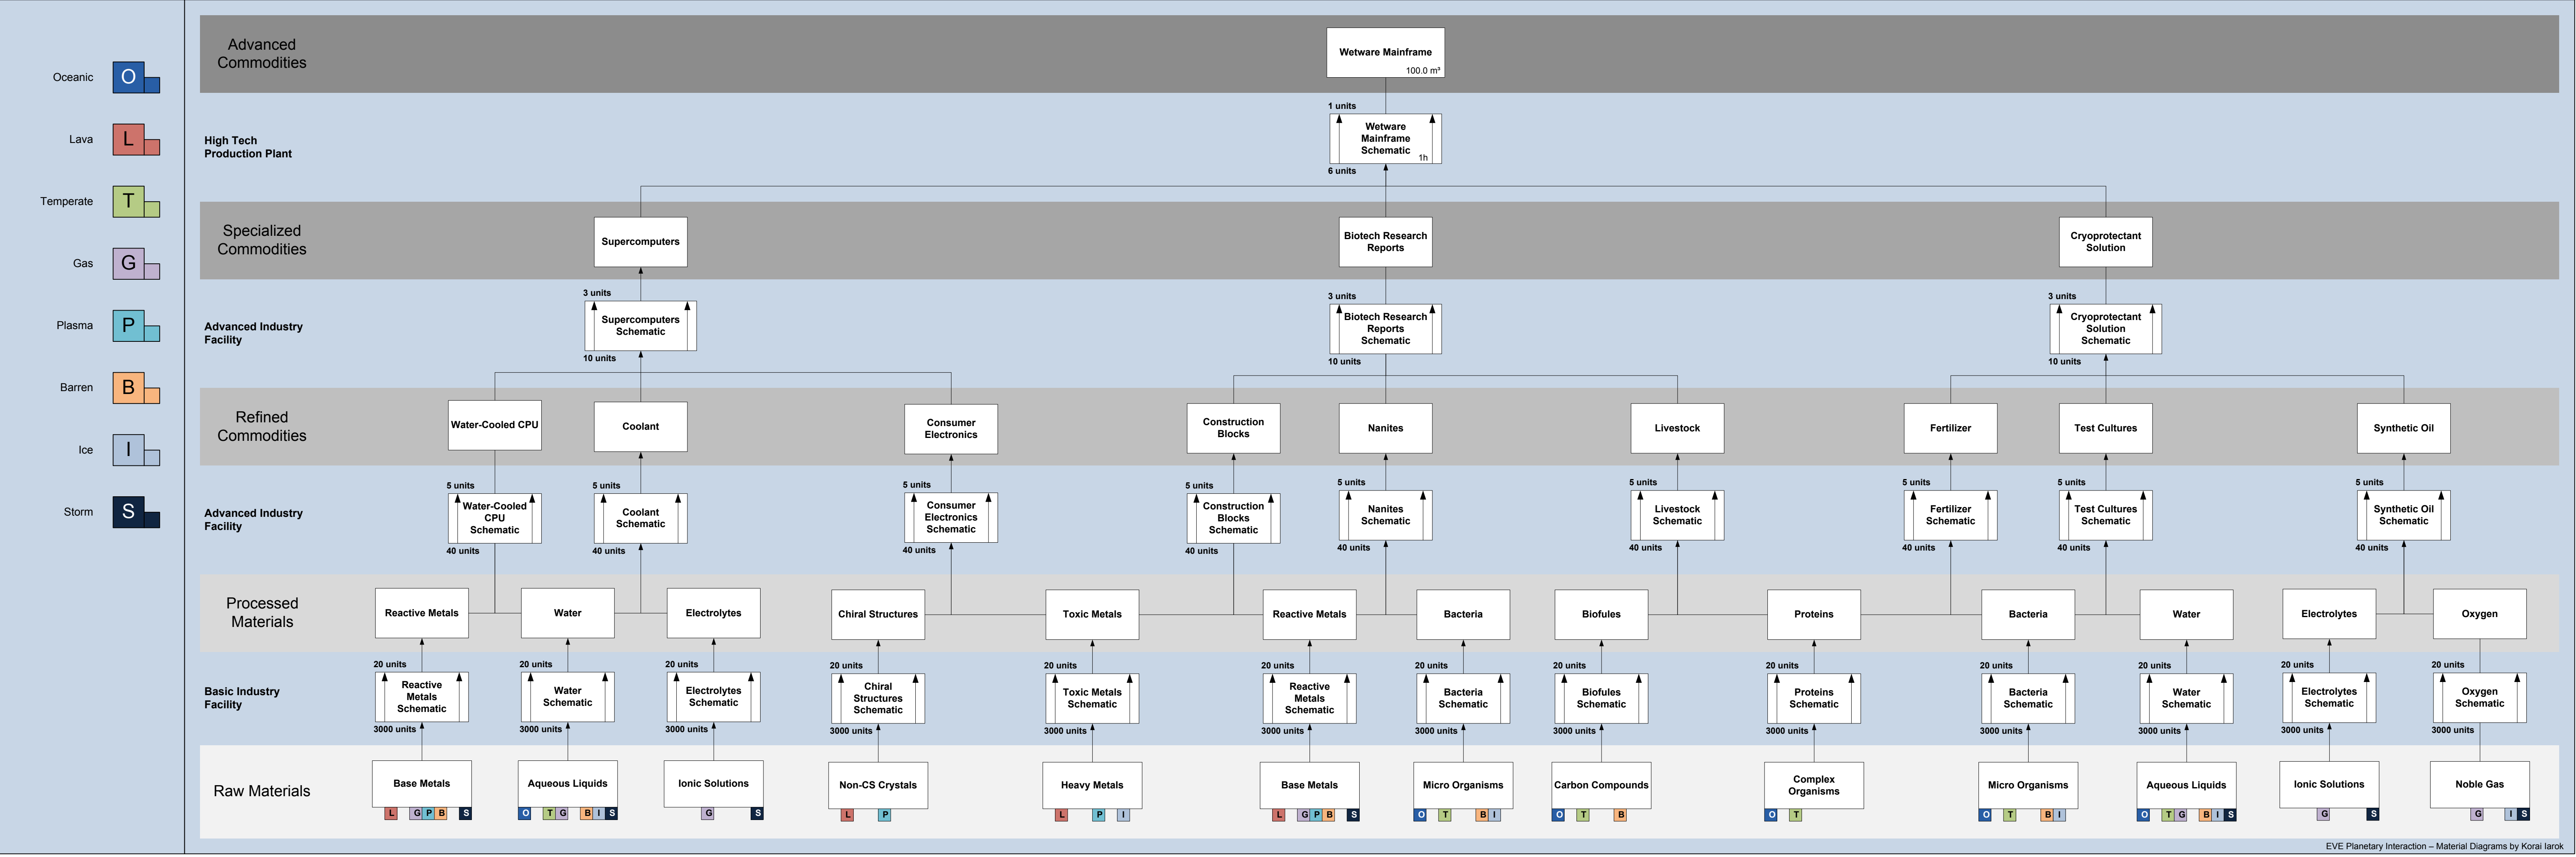 Oceanic
O
Lava
L
Temperate
T
Gas
G
Plasma
P
Barren
B
Ice
I
Storm
S
Advanced
Commodities
Wetware Mainframe
100.0 m³
High Tech
Production Plant
1 units
Wetware
Mainframe
Schematic
1h
6 units
Specialized
Commodities
Supercomputers
Biotech Research
Reports
Cryoprotectant
Solution
Advanced Industry
Facility
3 units
Supercomputers
Schematic
10 units
3 units
Biotech Research
Reports
Schematic
10 units
3 units
Cryoprotectant
Solution
Schematic
10 units
Refined
Commodities
Water-Cooled CPU
Coolant
Consumer
Electronics
Construction
Blocks
Nanites
Livestock
Fertilizer
Test Cultures
Synthetic Oil
Advanced Industry
Facility
5 units
Water-Cooled
CPU
Schematic
40 units
5 units
Coolant
Schematic
40 units
5 units
Consumer
Electronics
Schematic
40 units
5 units
Construction
Blocks
Schematic
40 units
5 units
Nanites
Schematic
40 units
5 units
Livestock
Schematic
40 units
5 units
Fertilizer
Schematic
40 units
5 units
Test Cultures
Schematic
40 units
5 units
Synthetic Oil
Schematic
40 units
Processed
Materials
Reactive Metals
Water
Electrolytes
Chiral Structures
Toxic Metals
Reactive Metals
Bacteria
Biofules
Proteins
Bacteria
Water
Electrolytes
Oxygen
Basic Industry
Facility
20 units
Reactive
Metals
Schematic
3000 units
20 units
Water
Schematic
3000 units
20 units
Electrolytes
Schematic
3000 units
20 units
Chiral
Structures
Schematic
3000 units
20 units
Toxic Metals
Schematic
3000 units
20 units
Reactive
Metals
Schematic
3000 units
20 units
Bacteria
Schematic
3000 units
20 units
Biofules
Schematic
3000 units
20 units
Proteins
Schematic
3000 units
20 units
Bacteria
Schematic
3000 units
20 units
Water
Schematic
3000 units
20 units
Electrolytes
Schematic
3000 units
20 units
Oxygen
Schematic
3000 units
Raw Materials
Base Metals
L G P B S
Aqueous Liquids
O T G B I S
Ionic Solutions
G S
Non-CS Crystals
L P
Heavy Metals
L P I
Base Metals
L G P B S
Micro Organisms
O T B I
Carbon Compounds
O T B
Complex
Organisms
O T
Micro Organisms
O T B I
Aqueous Liquids
O T G B I S
Ionic Solutions
G S
Noble Gas
G I S
EVE Planetary Interaction – Material Diagrams by Korai Iarok